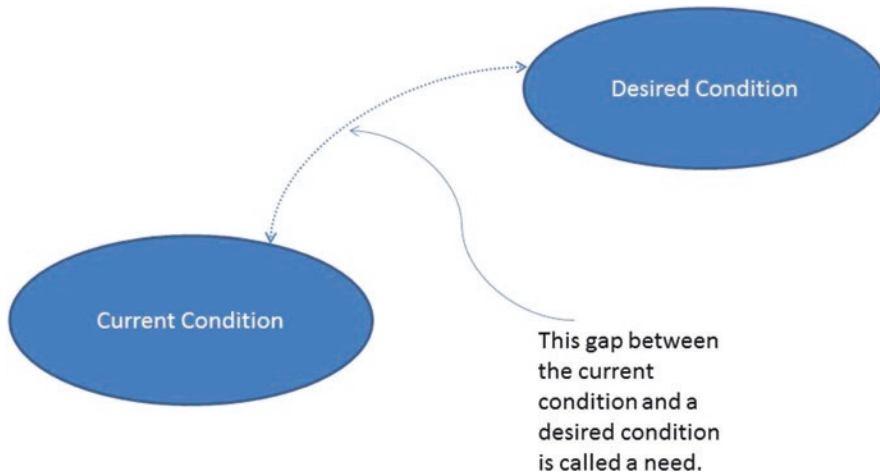 Desired Condition
Current Condition
This gap between
the current
condition and a
desired condition
is called a need.